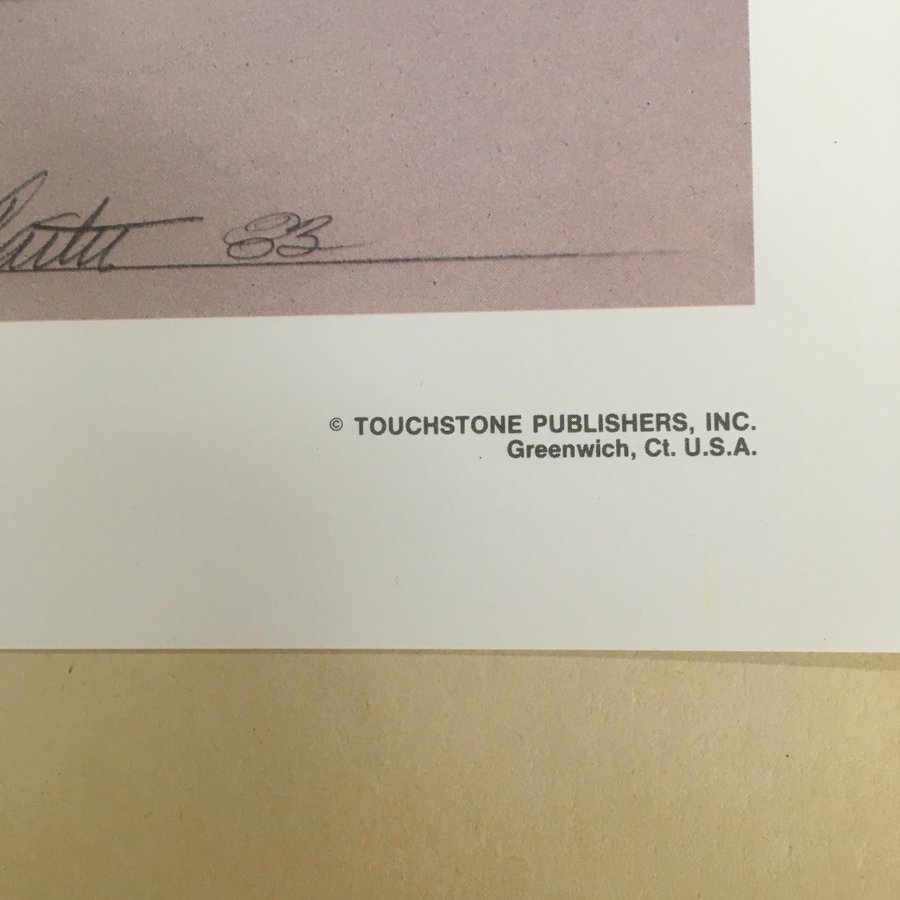 83
© TOUCHSTONE PUBLISHERS, INC.
Greenwich, Ct. U.S.A.